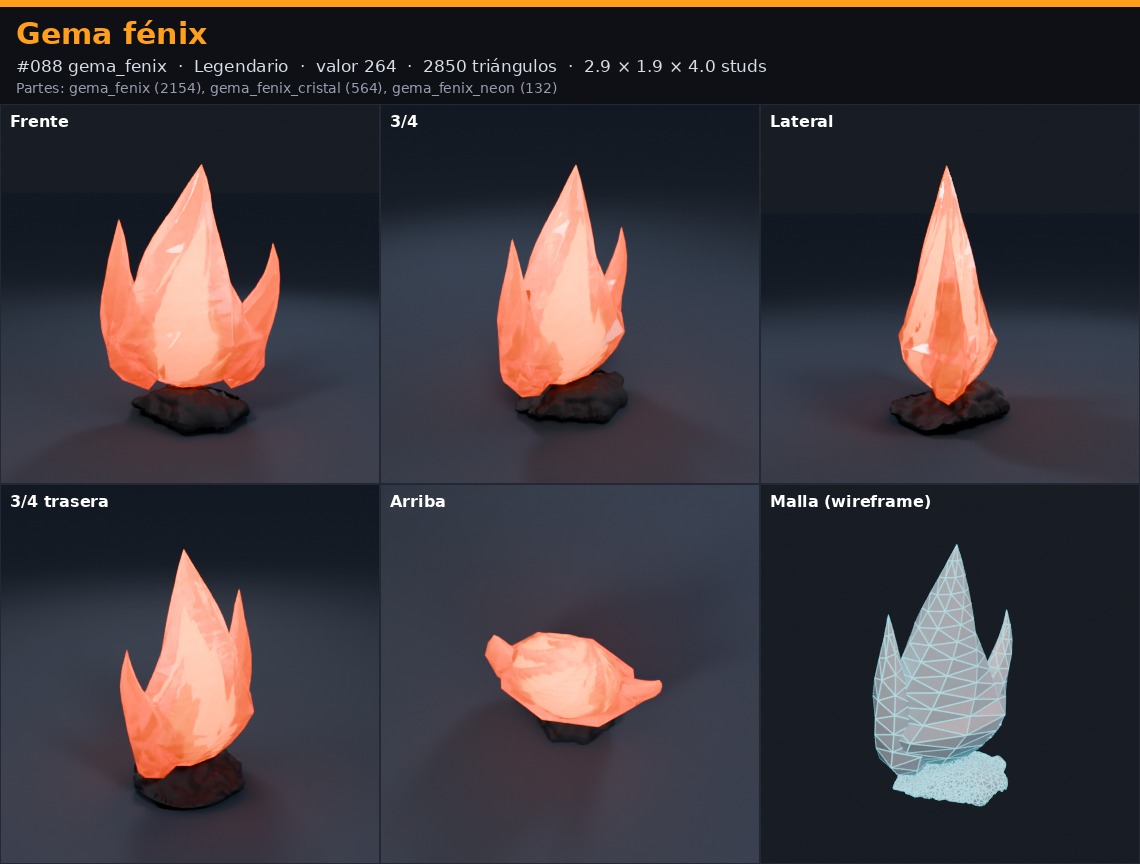 Gema fénix
#088 gema_fenix · Legendario · valor 264 · 2850 triángulos · 2.9 × 1.9 × 4.0 studs
Partes: gema_fenix (2154), gema_fenix_cristal (564), gema_fenix_neon (132)
Frente
3/4
Lateral
3/4 trasera
Arriba
Malla (wireframe)